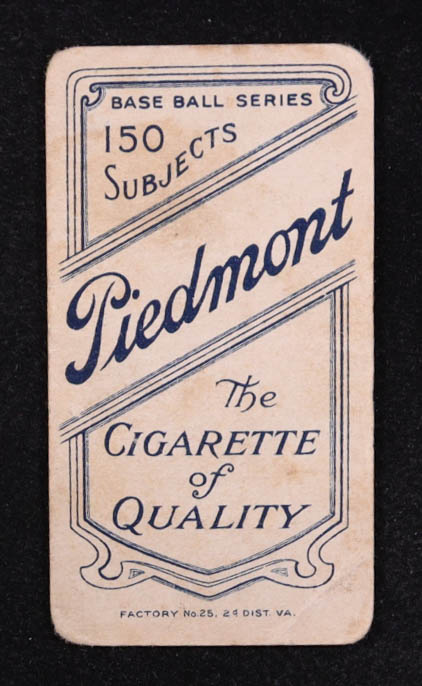 BASE BALL SERIES
150
SUBJECTS
Piedmont
The
CIGARETTE
of
QUALITY
FACTORY No. 25, 2d DIST. VA.